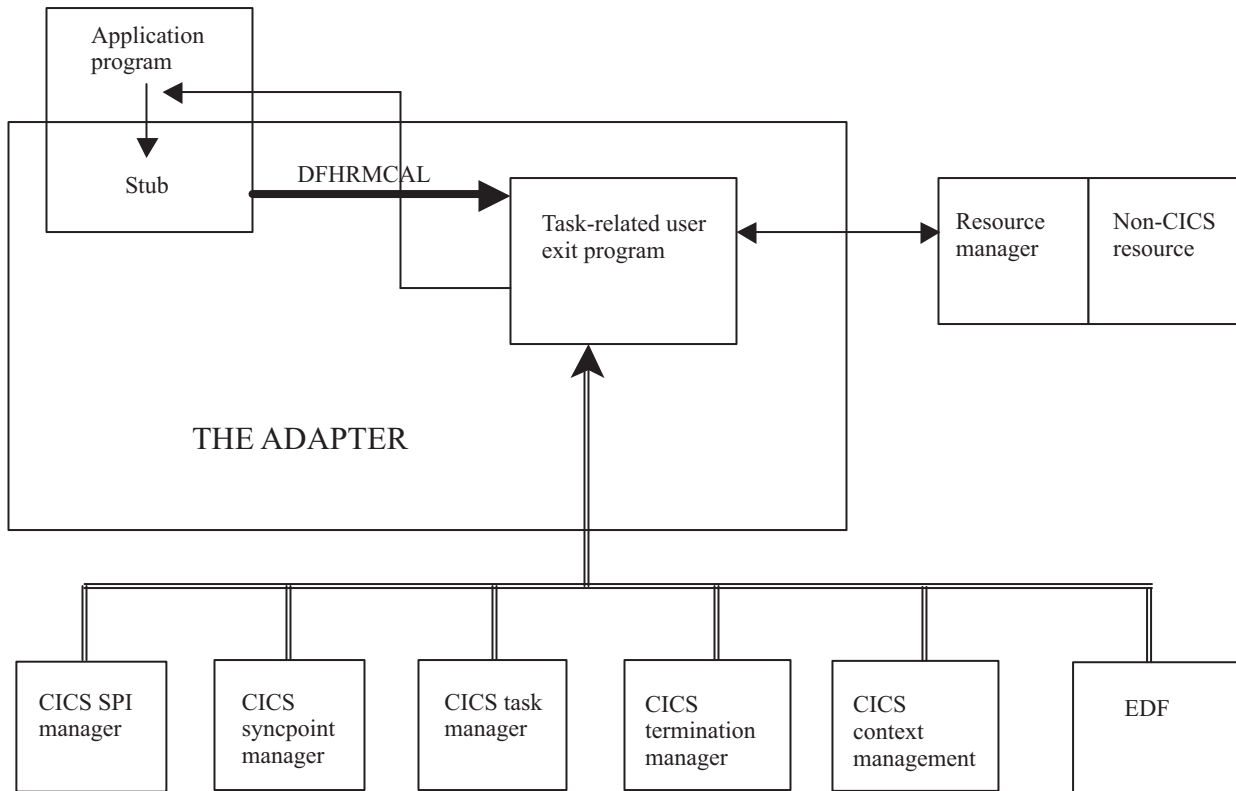 Application
program
Stub
DFHRMCAL
Task-related user
exit program
Resource
manager
Non-CICS
resource
THE ADAPTER
CICS SPI
manager
CICS
syncpoint
manager
CICS task
manager
CICS
termination
manager
CICS
context
management
EDF